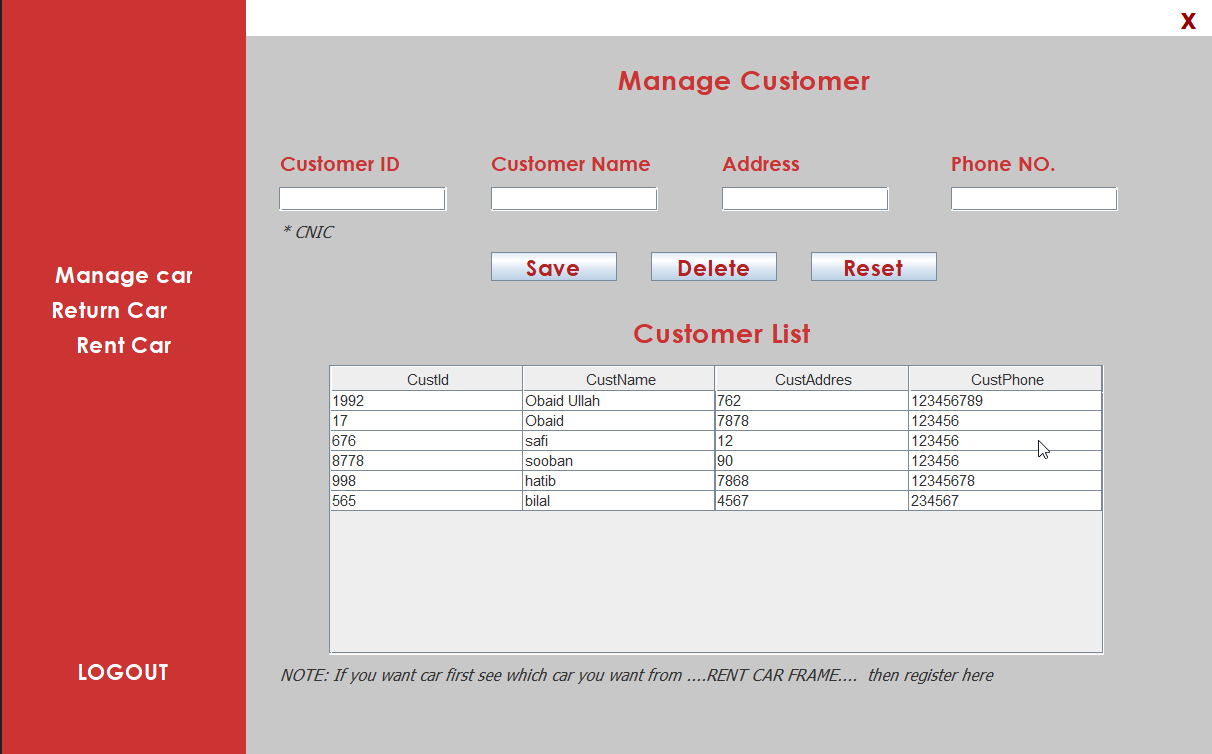 X
Manage Customer
Customer ID Customer Name Address Phone NO.
* CNIC
Save Delete Reset
Manage car
Return Car
Rent Car
Customer List
CustId CustName CustAddres CustPhone
1992 Obaid Ullah 762 123456789
17 Obaid 7878 123456
676 safi 12 123456
8778 sooban 90 123456
998 hatib 7868 12345678
565 bilal 4567 234567
LOGOUT
NOTE: If you want car first see which car you want from ....RENT CAR FRAME.... then register here